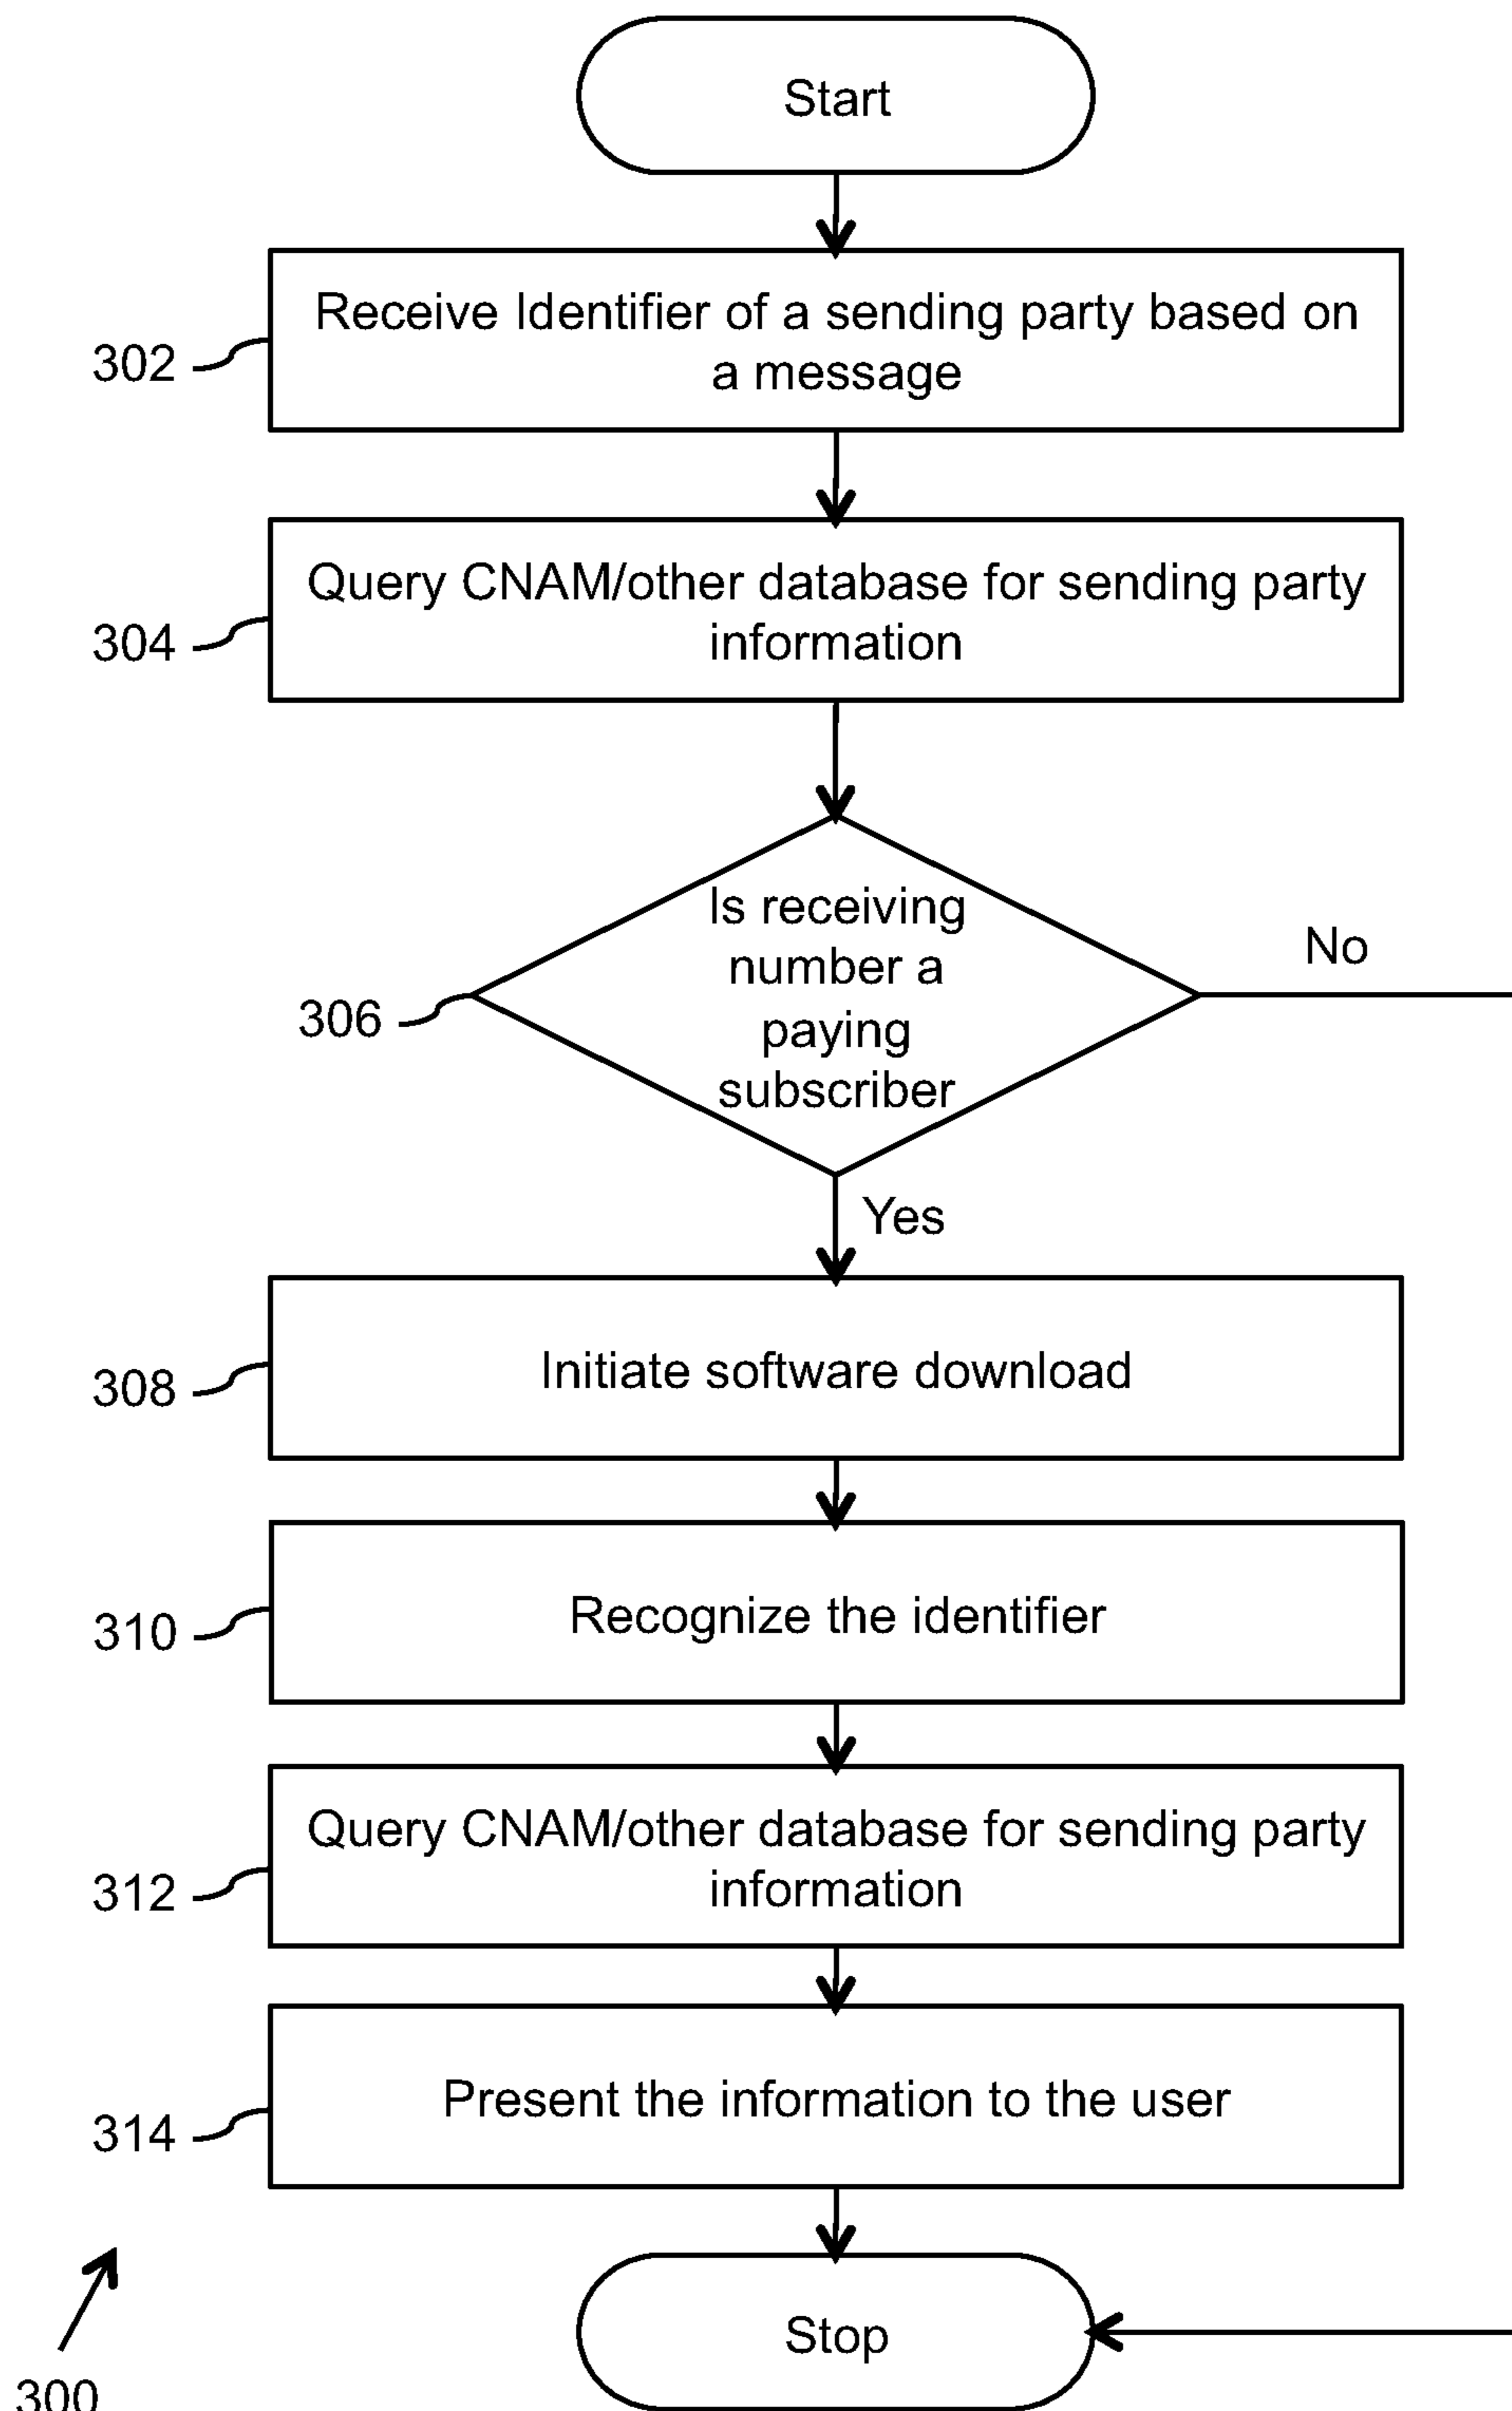 Start
Receive Identifier of a sending party based on
a message
302
Query CNAM/other database for sending party
information
304
Is receiving
number a
paying
subscriber
No
306
Yes
Initiate software download
308
Recognize the identifier
310
Query CNAM/other database for sending party
information
312
Present the information to the user
314
Stop
300